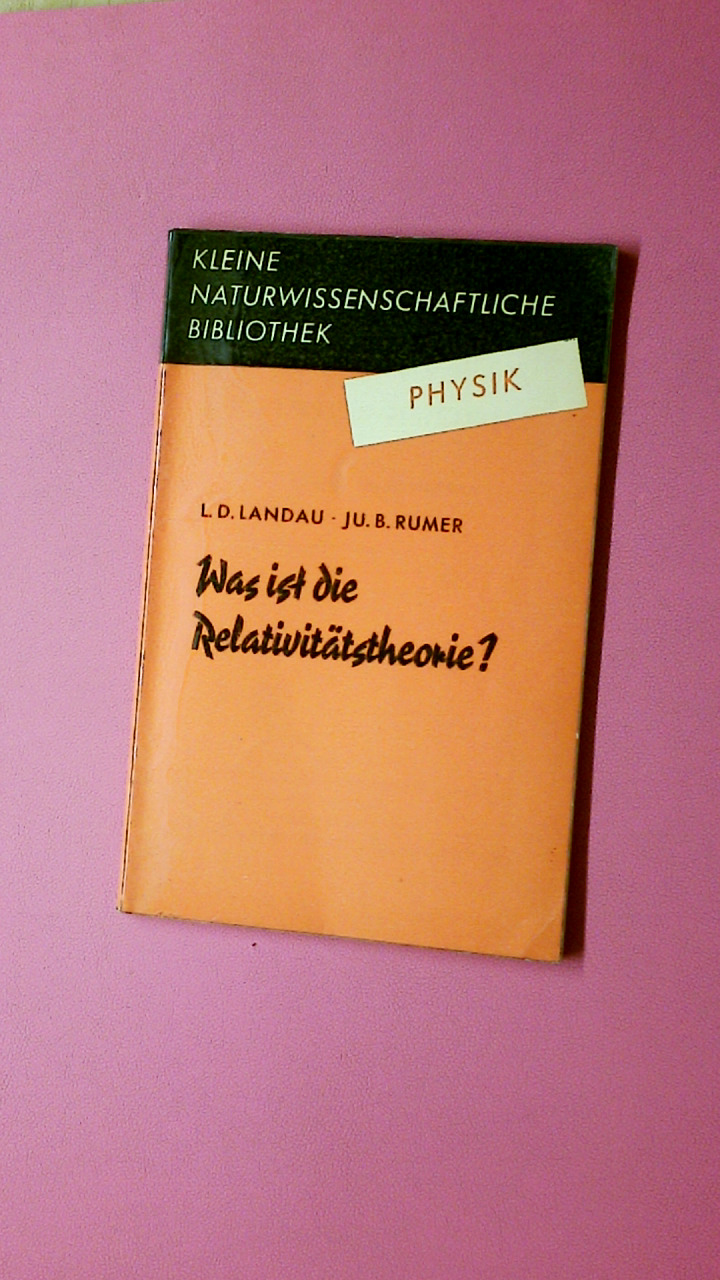 KLEINE
NATURWISSENSCHAFTLICHE
BIBLIOTHEK
PHYSIK
L. D. LANDAU · JU. B. RUMER
Was ist die
Relativitätstheorie?